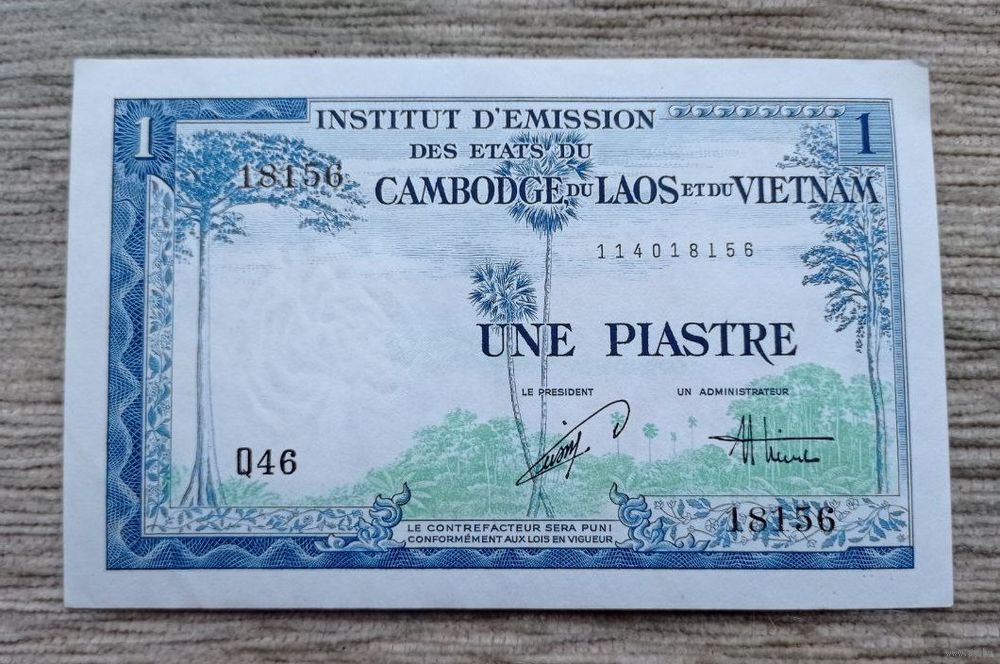 1
INSTITUT D'EMISSION
1
DES ETATS DU
18156
CAMBODGE, DU LAOS ET DU VIETNAM
114018156
UNE PIASTRE
LE PRESIDENT
UN ADMINISTRATEUR
Q46
18156
LE CONTREFACTEUR SERA PUNI
CONFORMÉMENT AUX LOIS EN VIGUEUR